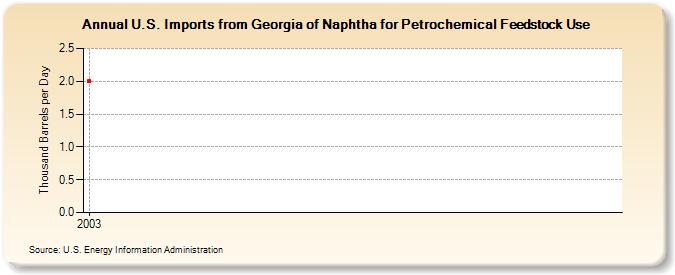 Annual U.S. Imports from Georgia of Naphtha for Petrochemical Feedstock Use
Thousand Barrels per Day
2.5
2.0
1.5
1.0
0.5
0.0
2003
Source: U.S. Energy Information Administration